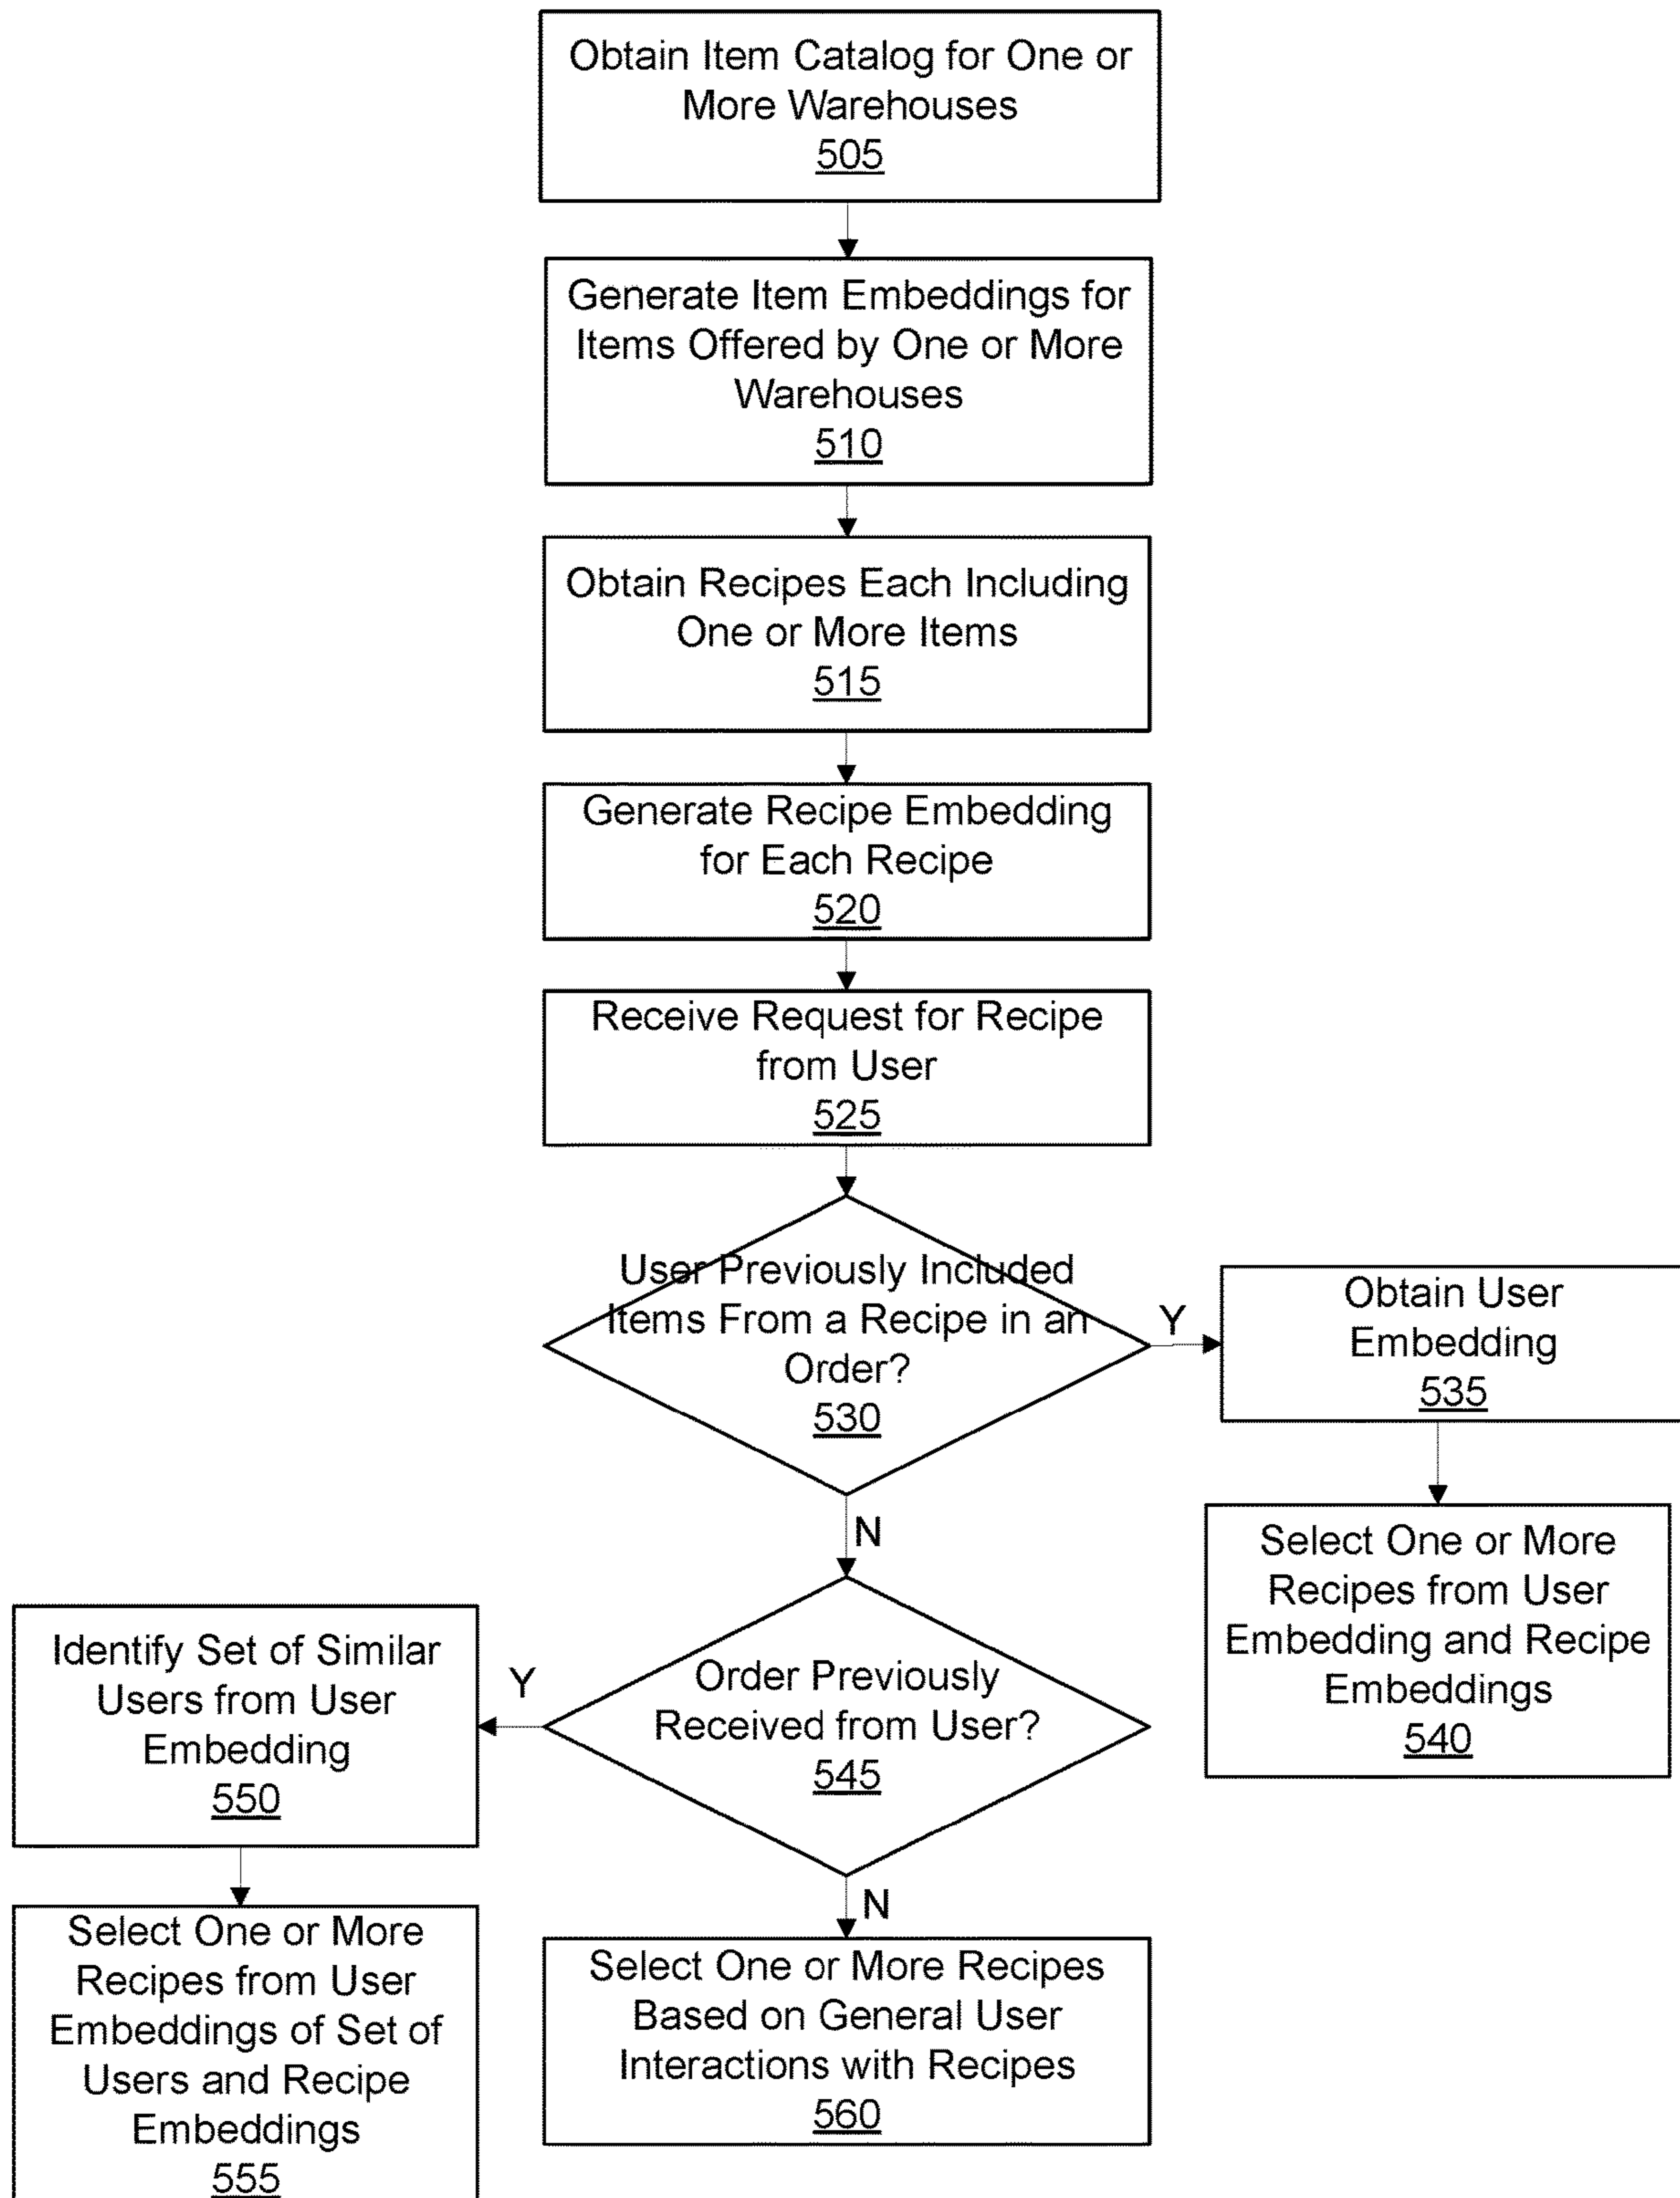 Obtain Item Catalog for One or
More Warehouses
505
Generate Item Embeddings for
Items Offered by One or More
Warehouses
510
Obtain Recipes Each Including
One or More Items
515
Generate Recipe Embedding
for Each Recipe
520
Receive Request for Recipe
from User
525
User Previously Included
Items From a Recipe in an
Order?
530
Y
Obtain User
Embedding
535
Select One or More
Recipes from User
Embedding and Recipe
Embeddings
540
N
Order Previously
Received from User?
545
Y
Identify Set of Similar
Users from User
Embedding
550
Select One or More
Recipes from User
Embeddings of Set of
Users and Recipe
Embeddings
555
N
Select One or More Recipes
Based on General User
Interactions with Recipes
560